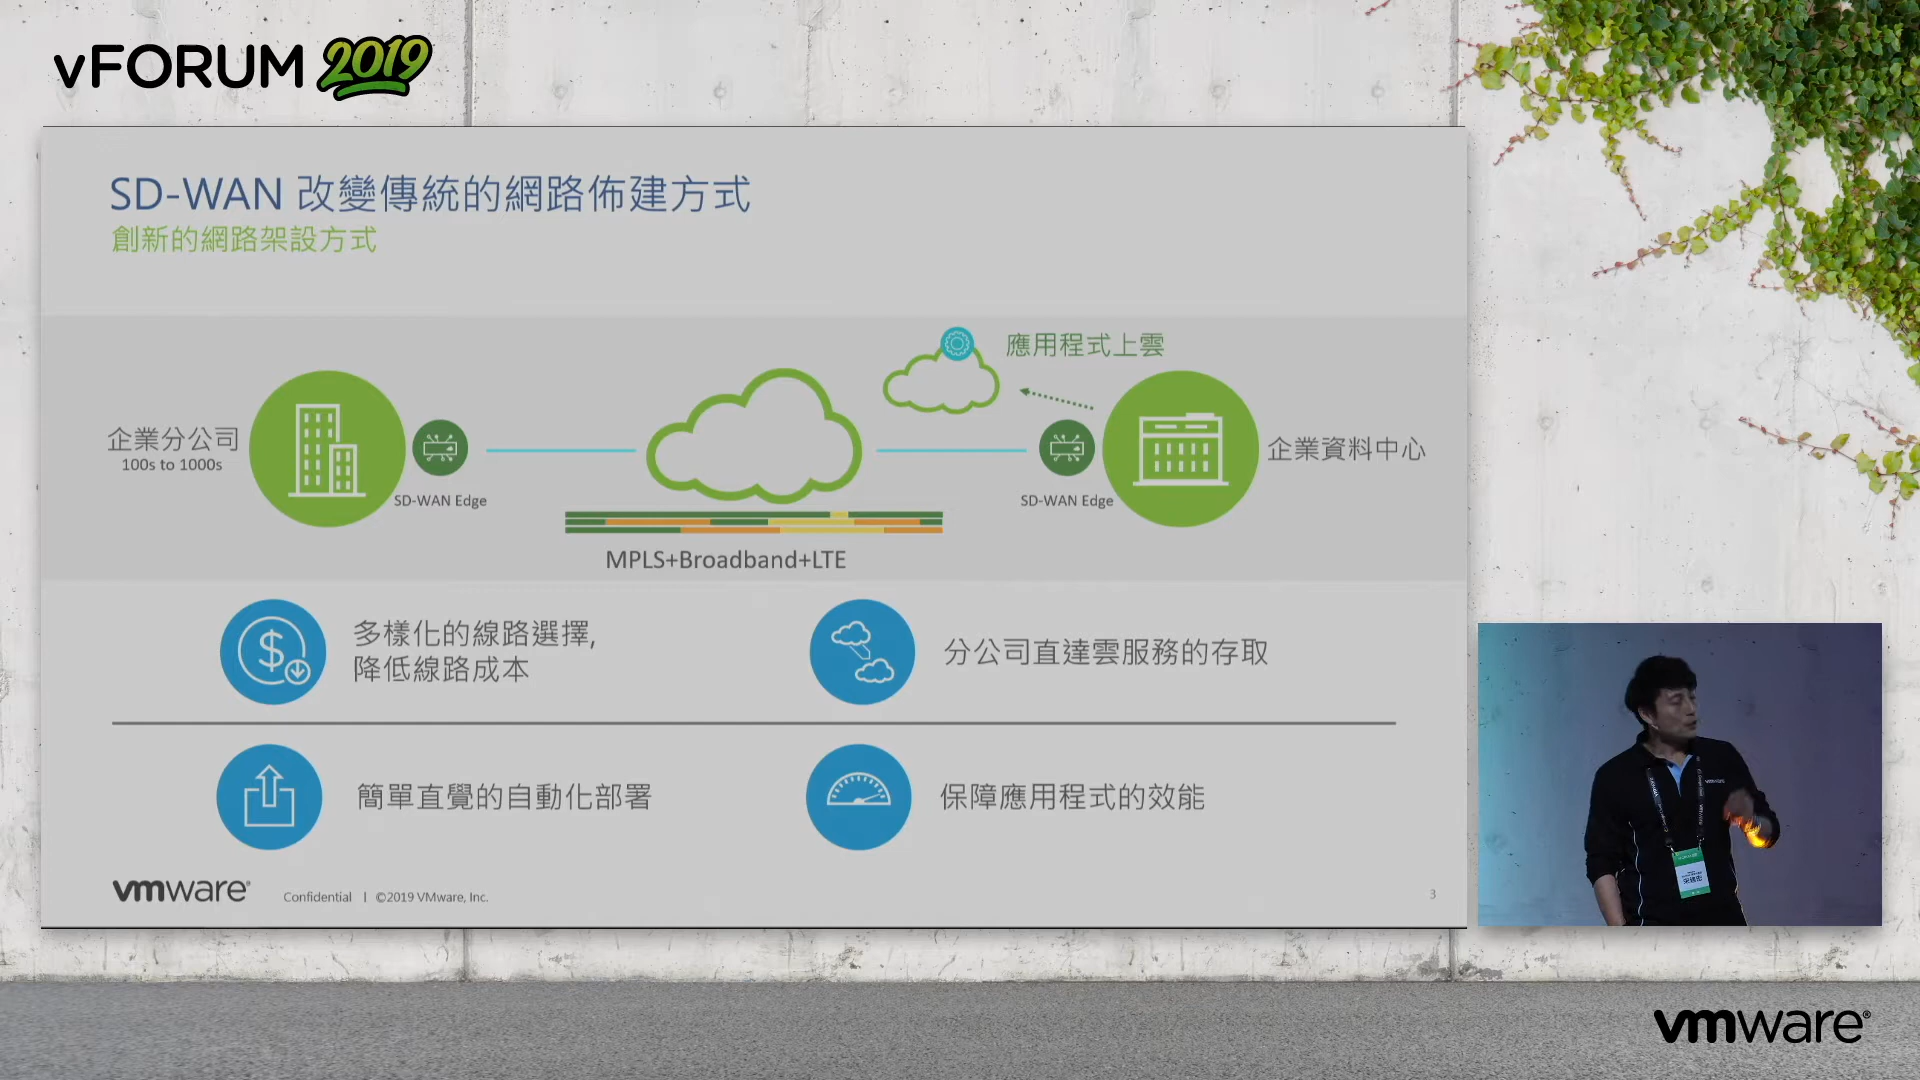 vFORUM 2019
SD-WAN 改變傳統的網路佈建方式
創新的網路架設方式
應用程式上雲
企業分公司
100s to 1000s
SD-WAN Edge
SD-WAN Edge
企業資料中心
MPLS+Broadband+LTE
多樣化的線路選擇,
降低線路成本
分公司直達雲服務的存取
簡單直覺的自動化部署
保障應用程式的效能
vmware®
Confidential | ©2019 VMware, Inc.
3
vmware®